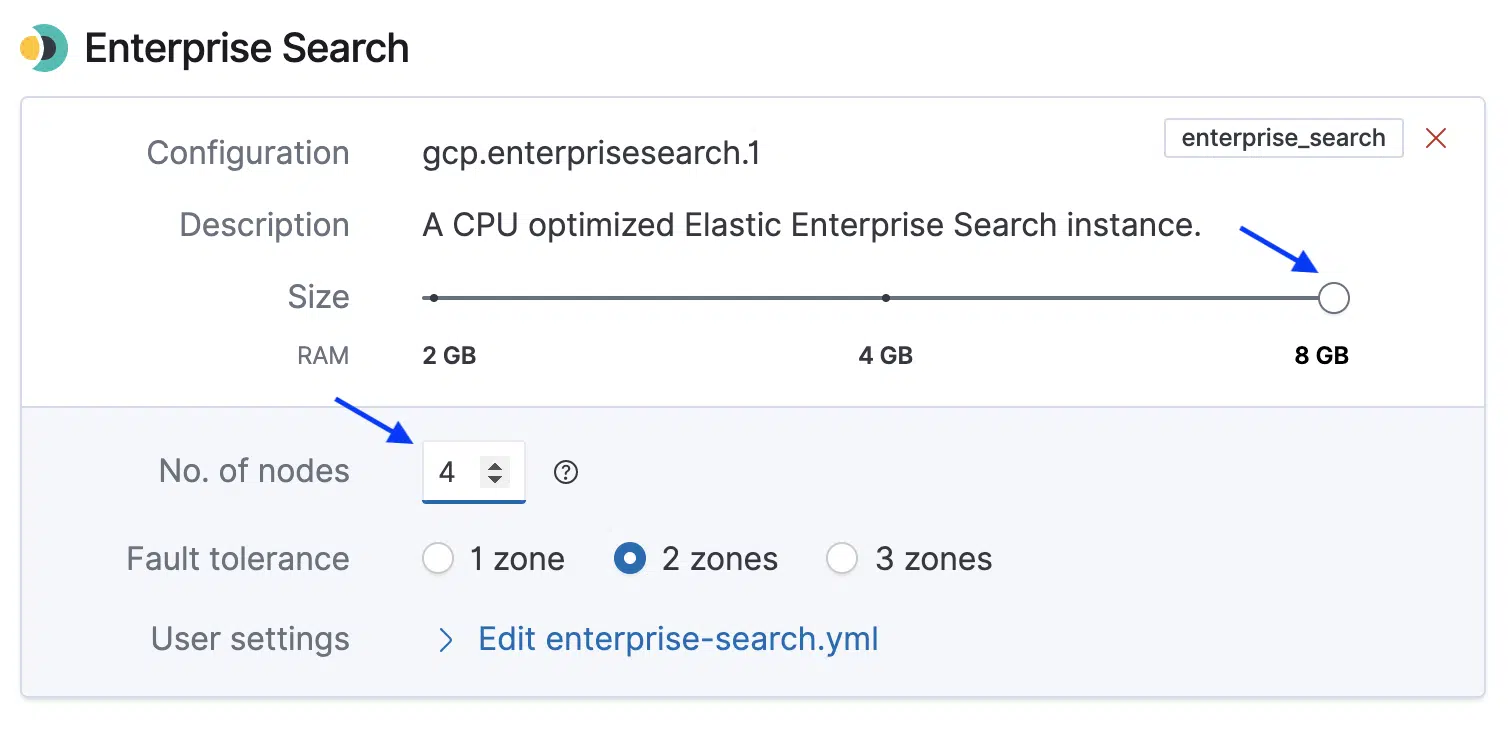 Enterprise Search
enterprise_search
Configuration gcp.enterprisesearch.1
Description A CPU optimized Elastic Enterprise Search instance.
Size
RAM 2 GB 4 GB 8 GB
No. of nodes 4 ?
Fault tolerance 1 zone 2 zones 3 zones
User settings Edit enterprise-search.yml